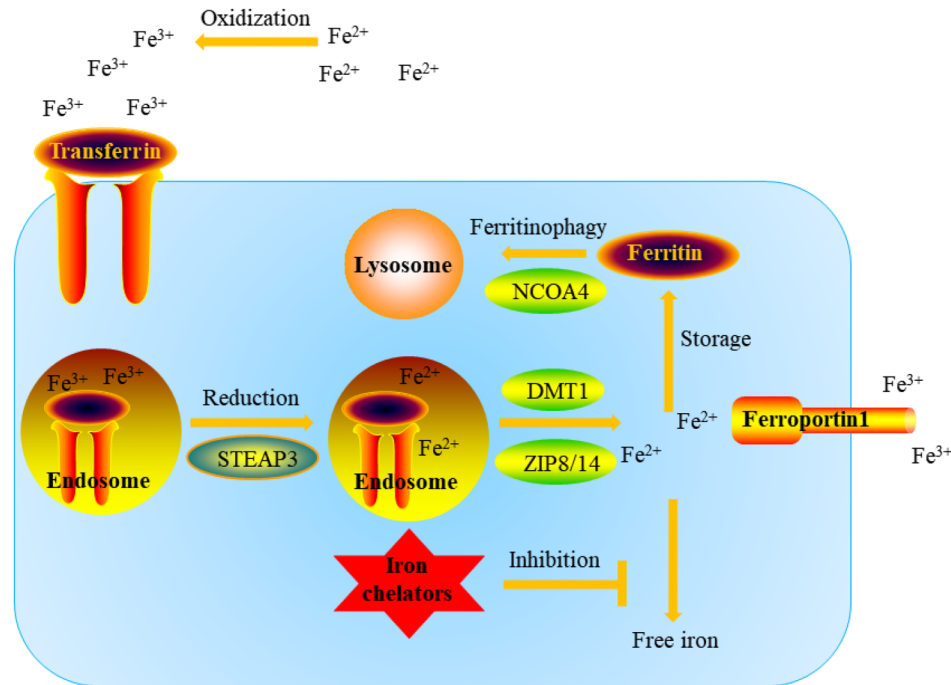 Oxidization
Fe³⁺
Fe²⁺
Fe³⁺
Fe²⁺
Fe²⁺
Fe³⁺
Fe³⁺
Transferrin
Ferritinophagy
Lysosome
Ferritin
NCOA4
Storage
Fe³⁺
Fe³⁺
Endosome
Reduction
STEAP3
Fe²⁺
Fe²⁺
Endosome
DMT1
ZIP8/14
Fe²⁺
Fe²⁺
Ferroportin1
Fe³⁺
Fe³⁺
Iron
chelators
Inhibition
Free iron